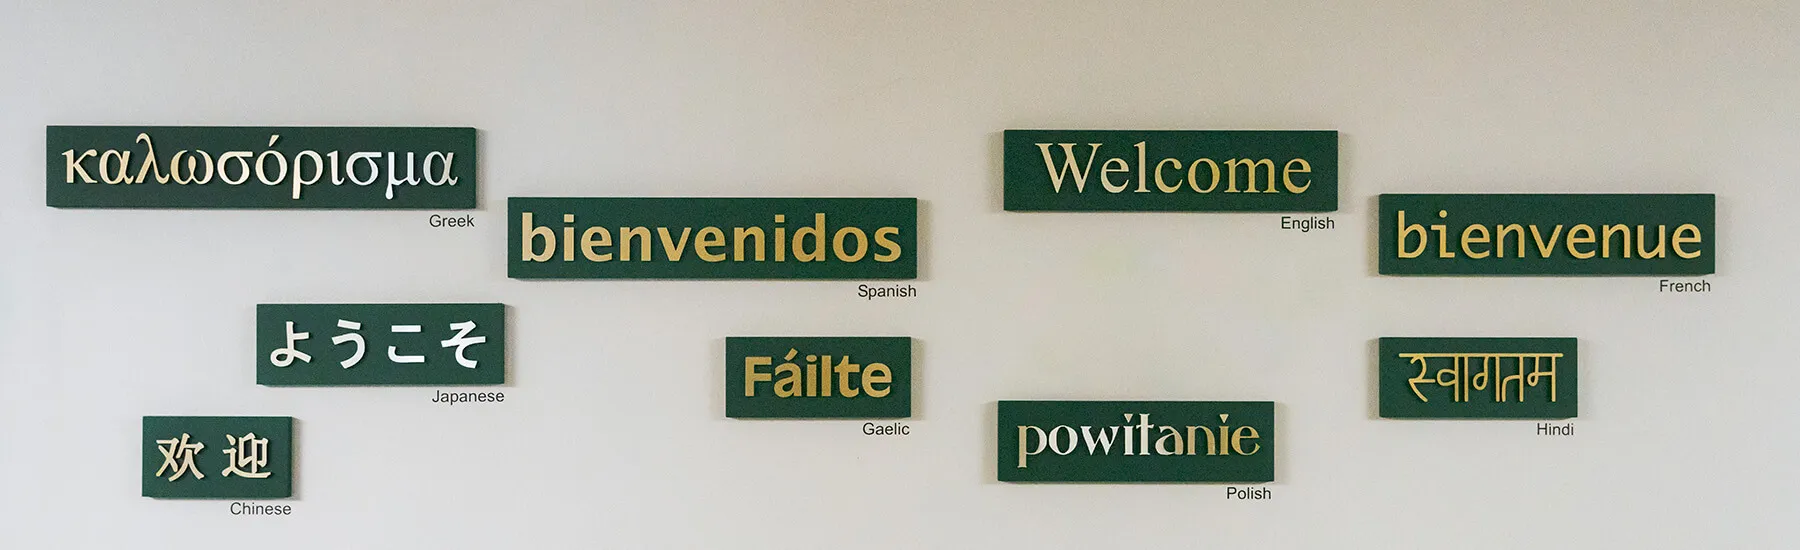 καλωσόρισμα
Greek
bienvenidos
Spanish
ようこそ
Japanese
Fáilte
Gaelic
欢迎
Chinese
Welcome
English
bienvenue
French
powitanie
Polish
स्वागतम
Hindi